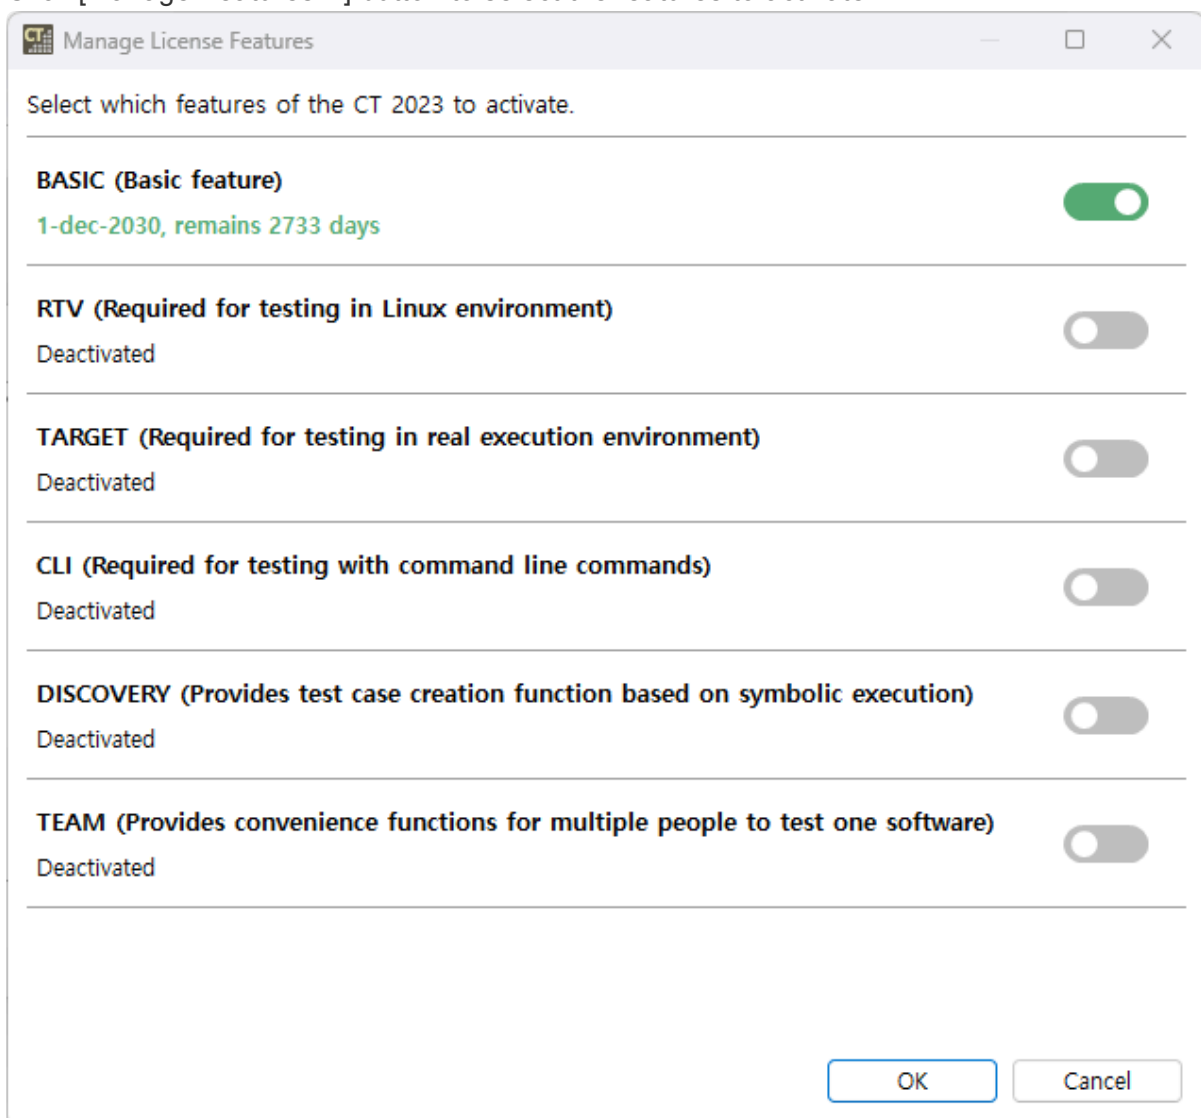 CT
Manage License Features
Select which features of the CT 2023 to activate.
BASIC (Basic feature)
1-dec-2030, remains 2733 days
RTV (Required for testing in Linux environment)
Deactivated
TARGET (Required for testing in real execution environment)
Deactivated
CLI (Required for testing with command line commands)
Deactivated
DISCOVERY (Provides test case creation function based on symbolic execution)
Deactivated
TEAM (Provides convenience functions for multiple people to test one software)
Deactivated
OK
Cancel